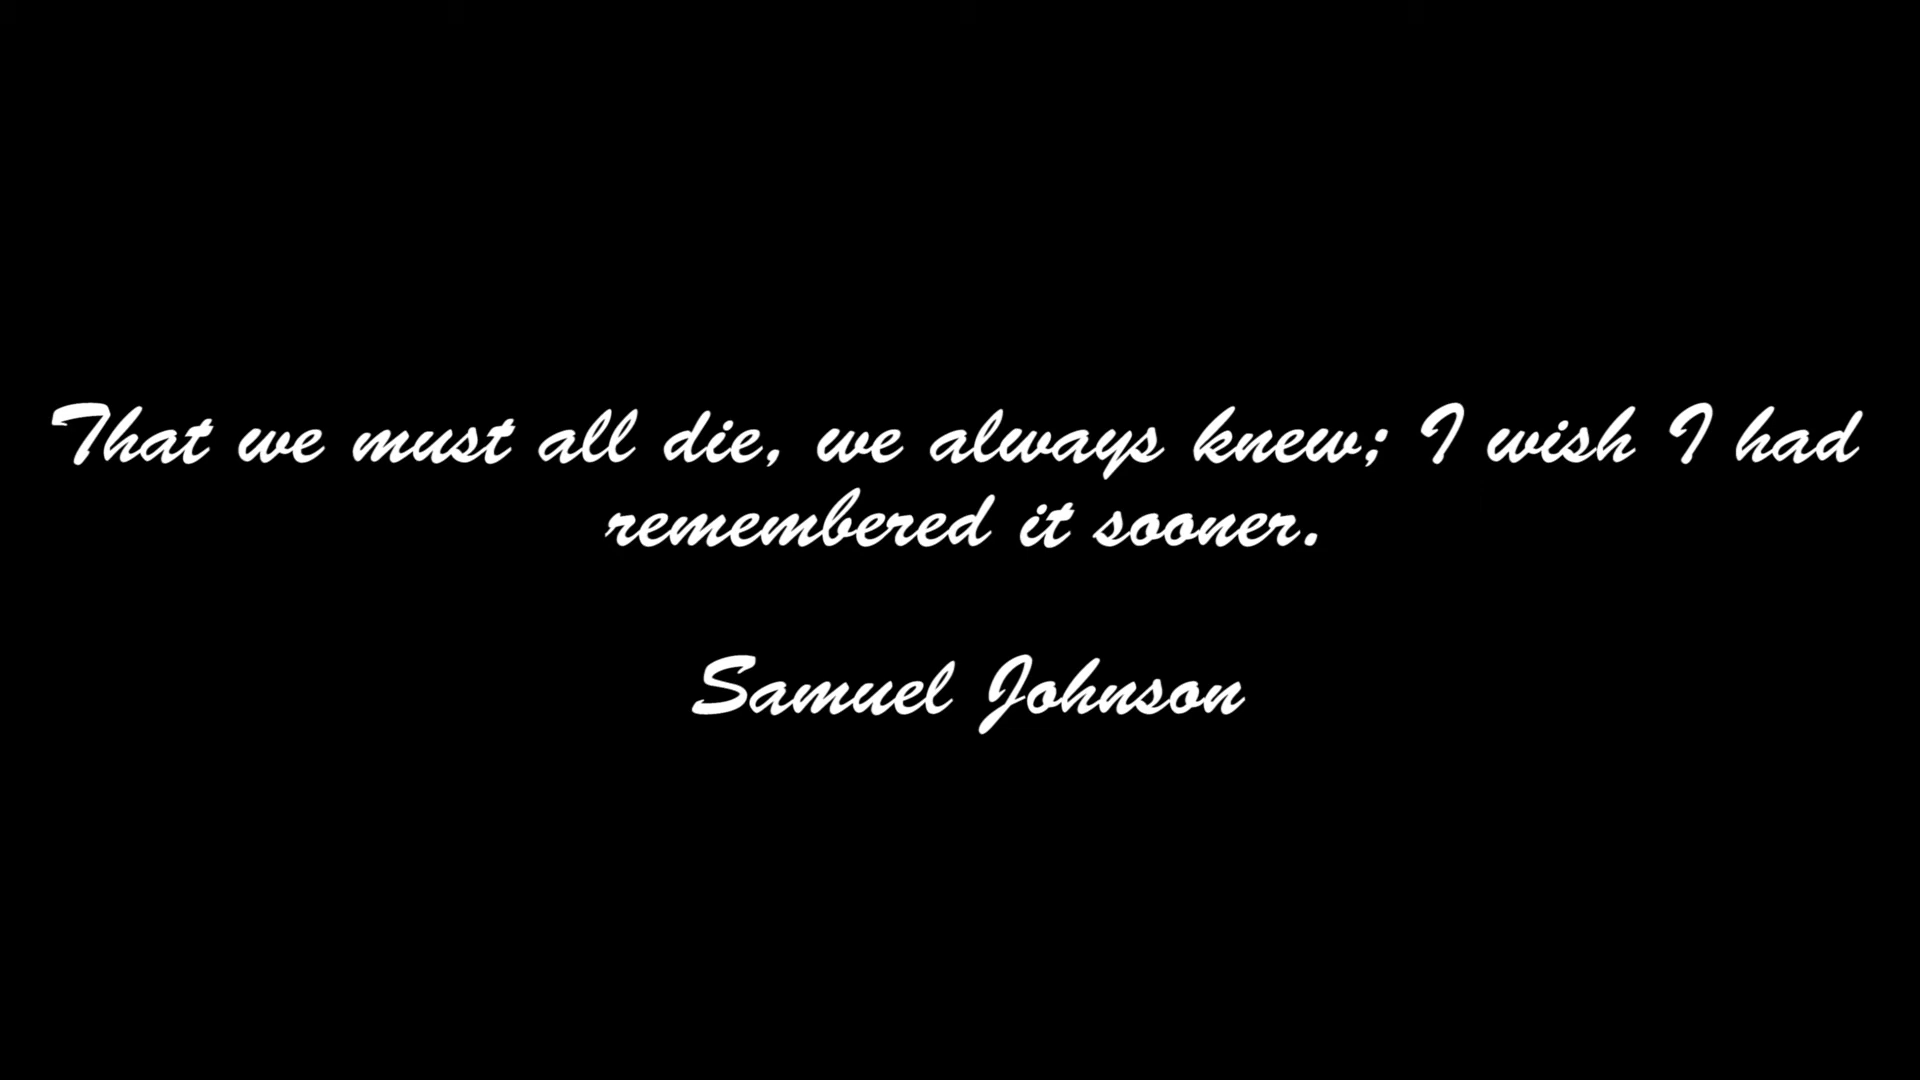 That we must all die, we always knew; I wish I had
remembered it sooner.
Samuel Johnson